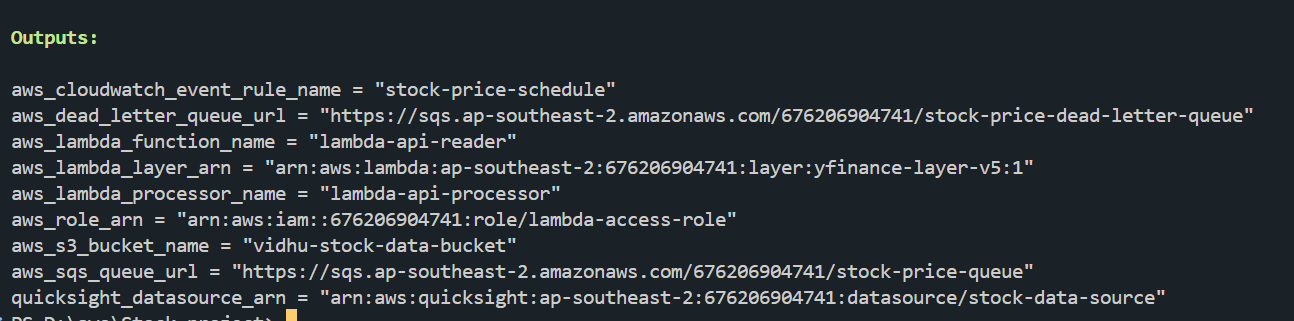 Outputs:
aws_cloudwatch_event_rule_name = "stock-price-schedule"
aws_dead_letter_queue_url = "https://sqs.ap-southeast-2.amazonaws.com/676206904741/stock-price-dead-letter-queue"
aws_lambda_function_name = "lambda-api-reader"
aws_lambda_layer_arn = "arn:aws:lambda:ap-southeast-2:676206904741:layer:yfinance-layer-v5:1"
aws_lambda_processor_name = "lambda-api-processor"
aws_role_arn = "arn:aws:iam::676206904741:role/lambda-access-role"
aws_s3_bucket_name = "vidhu-stock-data-bucket"
aws_sqs_queue_url = "https://sqs.ap-southeast-2.amazonaws.com/676206904741/stock-price-queue"
quicksight_datasource_arn = "arn:aws:quicksight:ap-southeast-2:676206904741:datasource/stock-data-source"